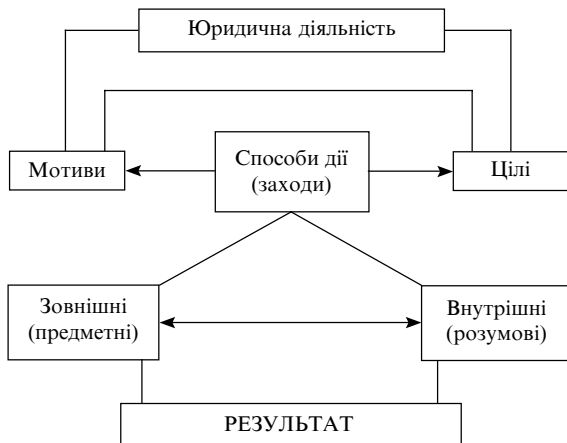 Юридична діяльність
Мотиви
Способи дії
(заходи)
Цілі
Зовнішні
(предметні)
Внутрішні
(розумові)
РЕЗУЛЬТАТ